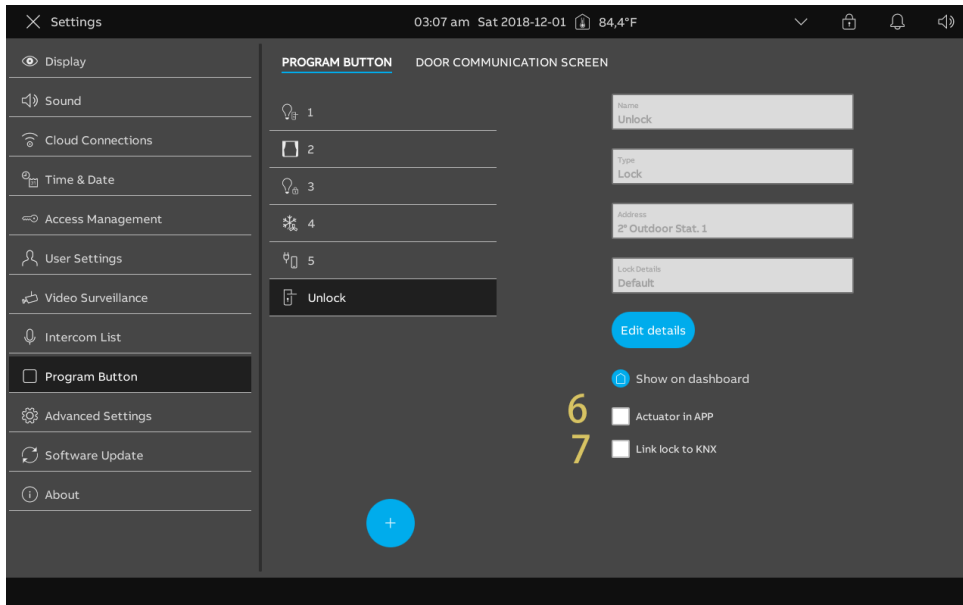 Settings
03:07 am Sat 2018-12-01 84,4°F
Display
Sound
Cloud Connections
Time & Date
Access Management
User Settings
Video Surveillance
Intercom List
Program Button
Advanced Settings
Software Update
About
PROGRAM BUTTON DOOR COMMUNICATION SCREEN
1
2
3
4
5
Unlock
+
Name
Unlock
Type
Lock
Address
2° Outdoor Stat. 1
Lock Details
Default
Edit details
Show on dashboard
6 Actuator in APP
7 Link lock to KNX